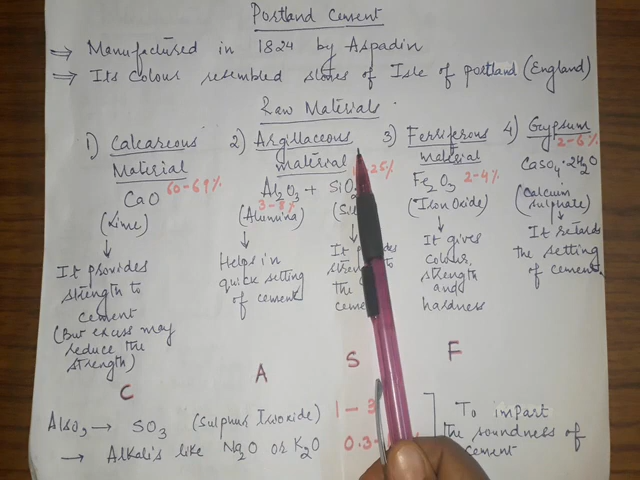 Portland Cement
⇒ Manufactured in 1824 by Aspadin
⇒ Its Colour resembled stones of Isle of portland (England)
Raw Materials
1) Calcareous Material
CaO 60-69%
(Lime)
↓
It provides
strength to
cement
(But excess may
reduce the
strength)
C
2) Argillaceous
material
Al2O3 + SiO2 25%
3-8%
(Alumina)
↓
Helps in
quick setting
of cement
A
It
strength to
the
S
3) Ferriferous
material
Fe2O3 2-4%
(Iron Oxide)
↓
It gives
colour,
strength
and
hardness
F
4) Gypsum
2-6%
CaSO4·2H2O
(Calcium
sulphate)
↓
It retards
the setting
of cement
Also, → SO3 (Sulphur Trioxide) 1-3
→ Alkali's like Na2O or K2O 0.3-
To impart
the soundness of
cement